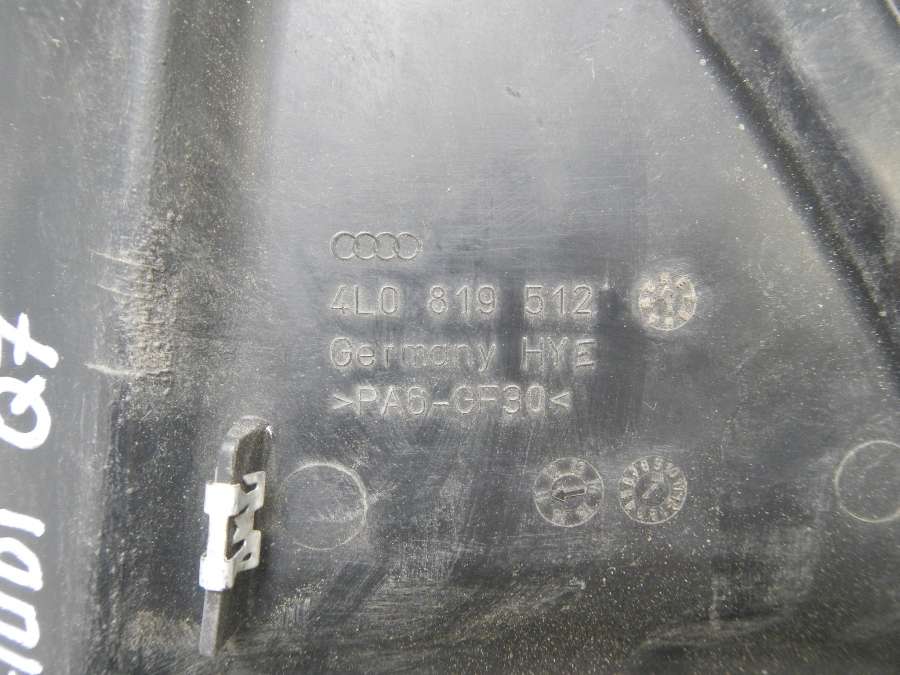 4L0 819 512
Germany HYE
>PA6-GF30<
AUDI Q7